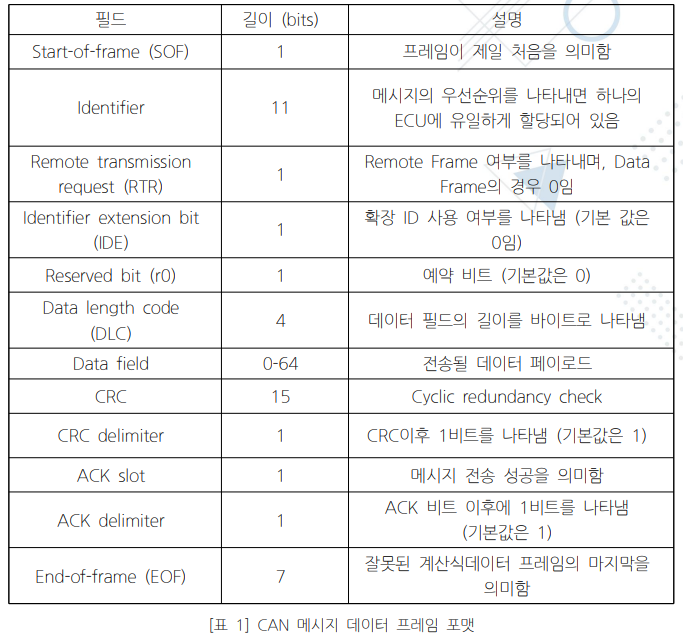 필드 길이 (bits) 설명
Start-of-frame (SOF) 1 프레임이 제일 처음을 의미함
Identifier 11 메시지의 우선순위를 나타내면 하나의
ECU에 유일하게 할당되어 있음
Remote transmission
request (RTR) 1 Remote Frame 여부를 나타내며, Data
Frame의 경우 0임
Identifier extension bit
(IDE) 1 확장 ID 사용 여부를 나타냄 (기본 값은
0임)
Reserved bit (r0) 1 예약 비트 (기본값은 0)
Data length code
(DLC) 4 데이터 필드의 길이를 바이트로 나타냄
Data field 0-64 전송될 데이터 페이로드
CRC 15 Cyclic redundancy check
CRC delimiter 1 CRC이후 1비트를 나타냄 (기본값은 1)
ACK slot 1 메시지 전송 성공을 의미함
ACK delimiter 1 ACK 비트 이후에 1비트를 나타냄
(기본값은 1)
End-of-frame (EOF) 7 잘못된 계산식데이터 프레임의 마지막을
의미함
[표 1] CAN 메시지 데이터 프레임 포맷